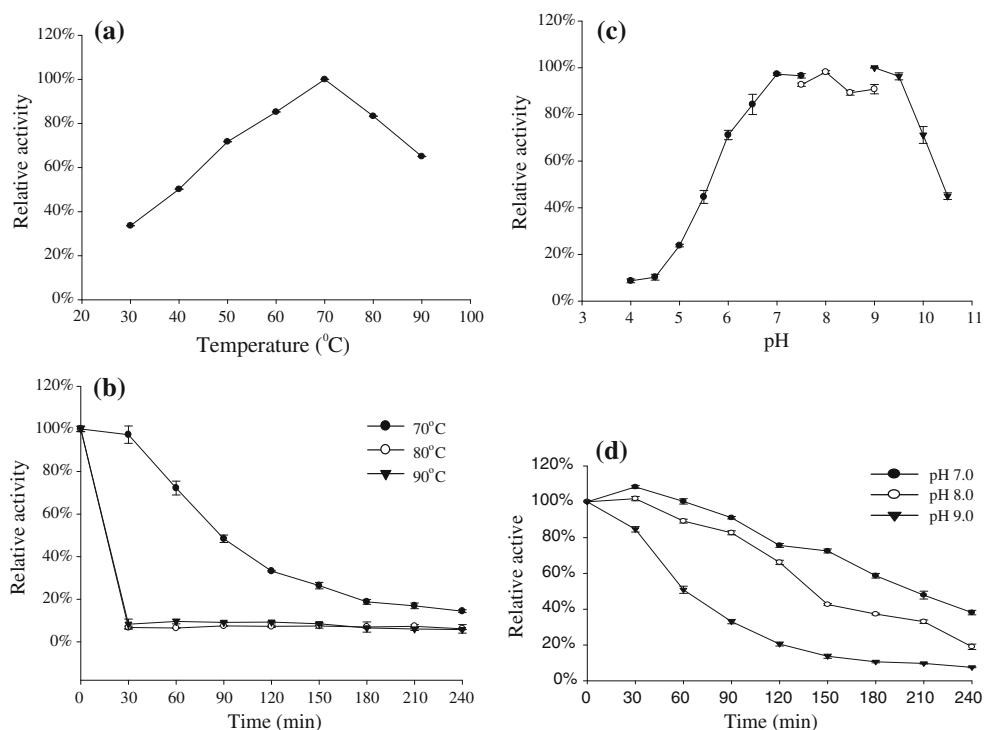 (a)
120%
100%
80%
60%
40%
20%
0%
Relative activity
20 30 40 50 60 70 80 90 100
Temperature (⁰C)
(c)
120%
100%
80%
60%
40%
20%
0%
Relative activity
3 4 5 6 7 8 9 10 11
pH
(b)
120%
100%
80%
60%
40%
20%
0%
Relative activity
70°C
80°C
90°C
0 30 60 90 120 150 180 210 240
Time (min)
(d)
120%
100%
80%
60%
40%
20%
0%
Relative active
pH 7.0
pH 8.0
pH 9.0
0 30 60 90 120 150 180 210 240
Time (min)